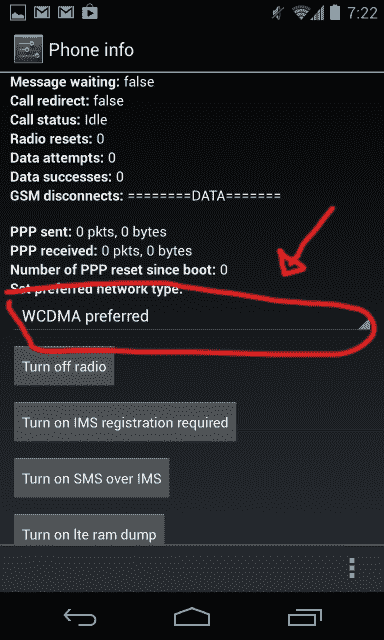 7:22
Phone info
Message waiting: false
Call redirect: false
Call status: Idle
Radio resets: 0
Data attempts: 0
Data successes: 0
GSM disconnects: ========DATA=======
PPP sent: 0 pkts, 0 bytes
PPP received: 0 pkts, 0 bytes
Number of PPP reset since boot: 0
Set preferred network type:
WCDMA preferred
Turn off radio
Turn on IMS registration required
Turn on SMS over IMS
Turn on lte ram dump